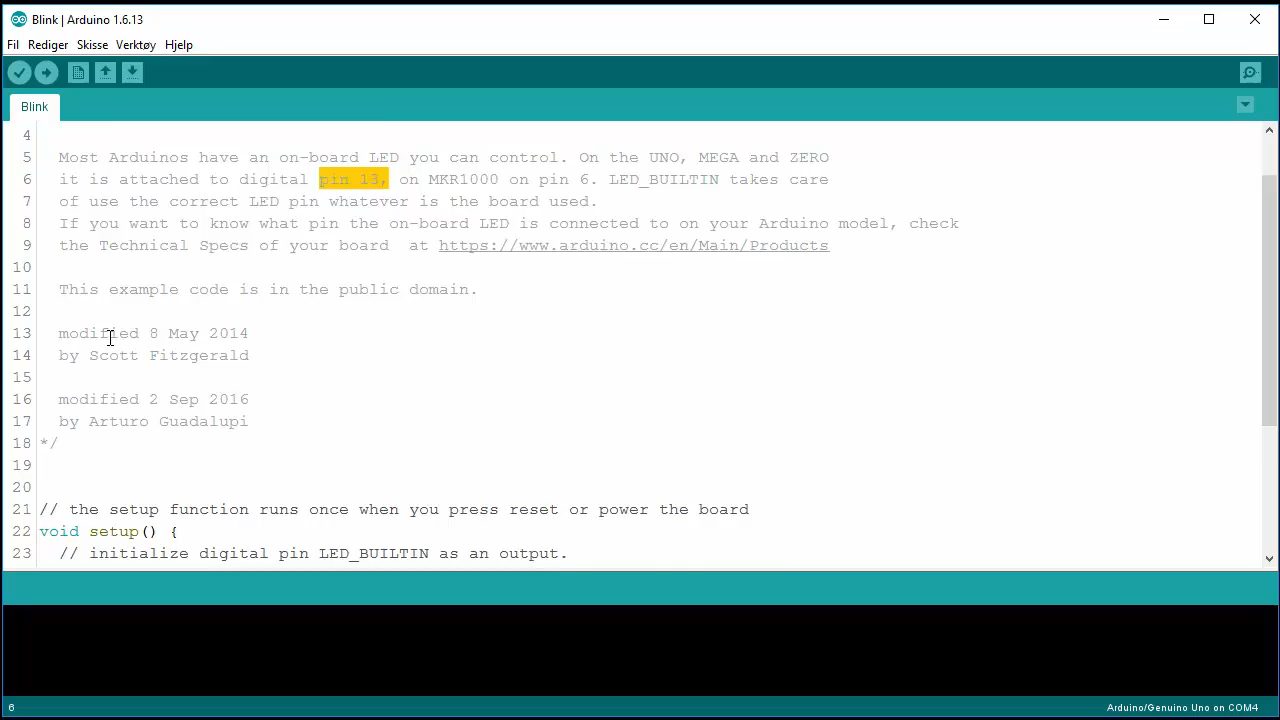 Blink | Arduino 1.6.13
Fil Rediger Skisse Verktøy Hjelp
Blink
4
5 Most Arduinos have an on-board LED you can control. On the UNO, MEGA and ZERO
6 it is attached to digital pin 13, on MKR1000 on pin 6. LED_BUILTIN takes care
7 of use the correct LED pin whatever is the board used.
8 If you want to know what pin the on-board LED is connected to on your Arduino model, check
9 the Technical Specs of your board  at https://www.arduino.cc/en/Main/Products
10
11 This example code is in the public domain.
12
13 modified 8 May 2014
14 by Scott Fitzgerald
15
16 modified 2 Sep 2016
17 by Arturo Guadalupi
18 */
19
20
21 // the setup function runs once when you press reset or power the board
22 void setup() {
23 // initialize digital pin LED_BUILTIN as an output.
6 Arduino/Genuino Uno on COM4